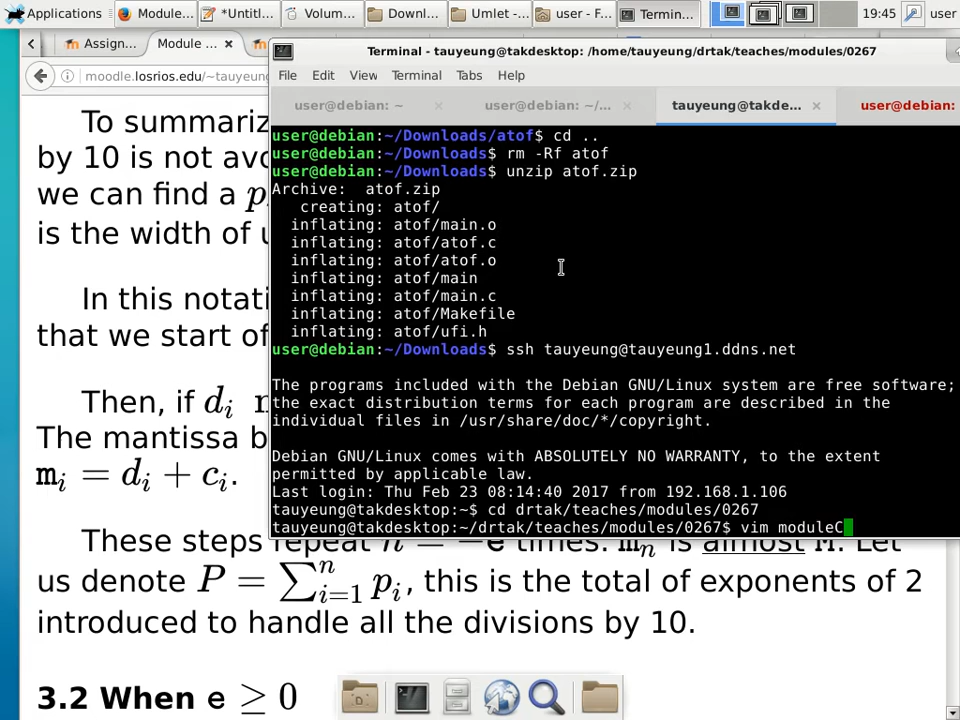 Applications
Module...
*Untitl...
Volum...
Downl...
Umlet -...
user - F...
Termin...
19:45
user
Assign...
Module ...
moodle.losrios.edu/~tauyeung
Terminal - tauyeung@takdesktop: /home/tauyeung/drtak/teaches/modules/0267
File Edit View Terminal Tabs Help
user@debian: ~
user@debian: ~/...
tauyeung@takde...
user@debian:
user@debian:~/Downloads/atof$ cd ..
user@debian:~/Downloads$ rm -Rf atof
user@debian:~/Downloads$ unzip atof.zip
Archive:  atof.zip
creating: atof/
inflating: atof/main.o
inflating: atof/atof.c
inflating: atof/atof.o
inflating: atof/main
inflating: atof/main.c
inflating: atof/Makefile
inflating: atof/ufi.h
user@debian:~/Downloads$ ssh tauyeung@tauyeung1.ddns.net
The programs included with the Debian GNU/Linux system are free software;
the exact distribution terms for each program are described in the
individual files in /usr/share/doc/*/copyright.
Debian GNU/Linux comes with ABSOLUTELY NO WARRANTY, to the extent
permitted by applicable law.
Last login: Thu Feb 23 08:14:40 2017 from 192.168.1.106
tauyeung@takdesktop:~$ cd drtak/teaches/modules/0267
tauyeung@takdesktop:~/drtak/teaches/modules/0267$ vim moduleC
To summariz
by 10 is not avo
we can find a p
is the width of u
In this notati
that we start of
Then, if dᵢ
The mantissa b
mᵢ = dᵢ + cᵢ.
These steps repeat n = −e times. mₙ is almost M. Let
us denote P = ∑ⁿᵢ₌₁ pᵢ, this is the total of exponents of 2
introduced to handle all the divisions by 10.
3.2 When e ≥ 0